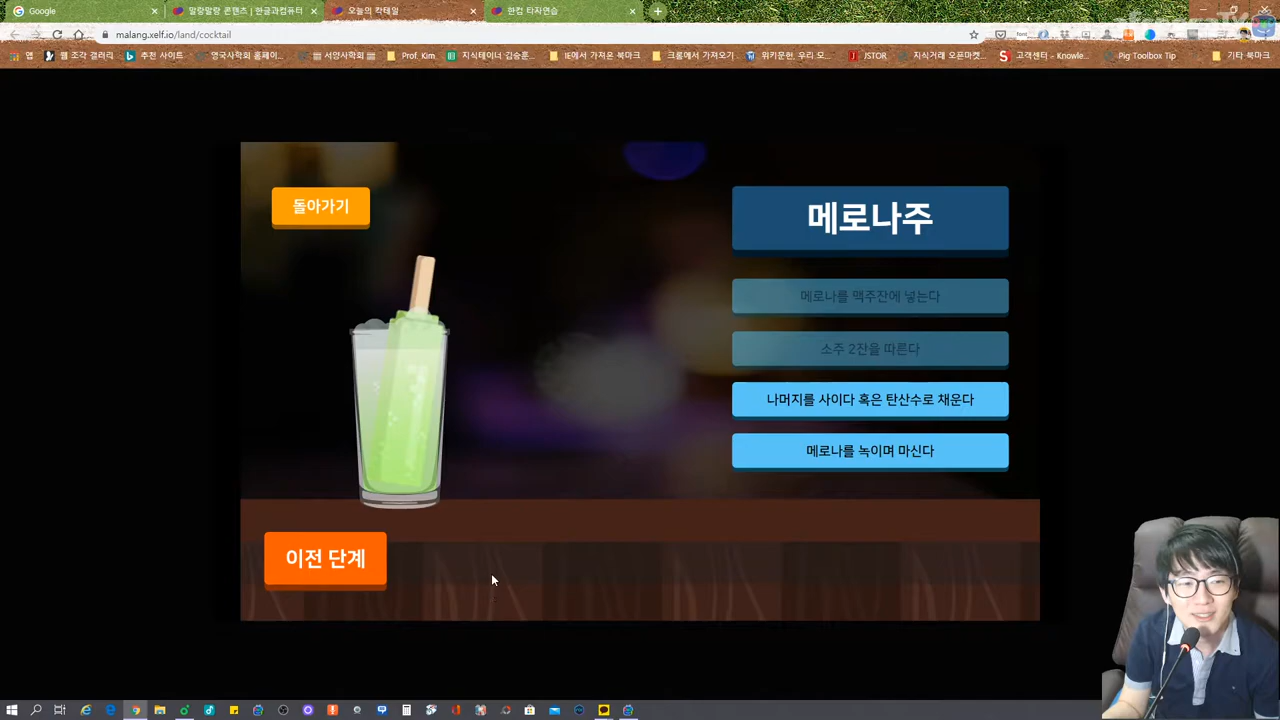 Google
말랑말랑 콘텐츠 | 한글과컴퓨터
오늘의 칵테일
한컴 타자연습
malang.xelf.io/land/cocktail
앱
웹 조각 갤러리
추천 사이트
영국사학회 홈페이...
서양사학회...
Prof. Kim
지식테이너 김승훈...
IE에서 가져온 북마크
크롬에서 가져오기
위키문헌, 우리 모...
JSTOR
지식거래 오픈마켓...
고객센터 - Knowle...
Pig Toolbox Tip
기타 북마크
돌아가기
메로나주
메로나를 맥주잔에 넣는다
소주 2잔을 따른다
나머지를 사이다 혹은 탄산수로 채운다
메로나를 녹이며 마신다
이전 단계